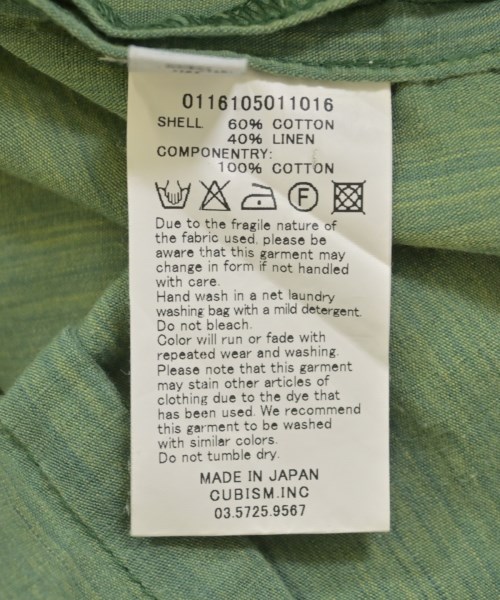 0116105011016
SHELL 60% COTTON
40% LINEN
COMPONENTRY:
100% COTTON
F
Due to the fragile nature of
the fabric used, please be
aware that this garment may
change in form if not handled
with care.
Hand wash in a net laundry
washing bag with a mild detergent.
Do not bleach.
Color will run or fade with
repeated wear and washing.
Please note that this garment
may stain other articles of
clothing due to the dye that
has been used. We recommend
this garment to be washed
with similar colors.
Do not tumble dry.
MADE IN JAPAN
CUBISM.INC
03.5725.9567